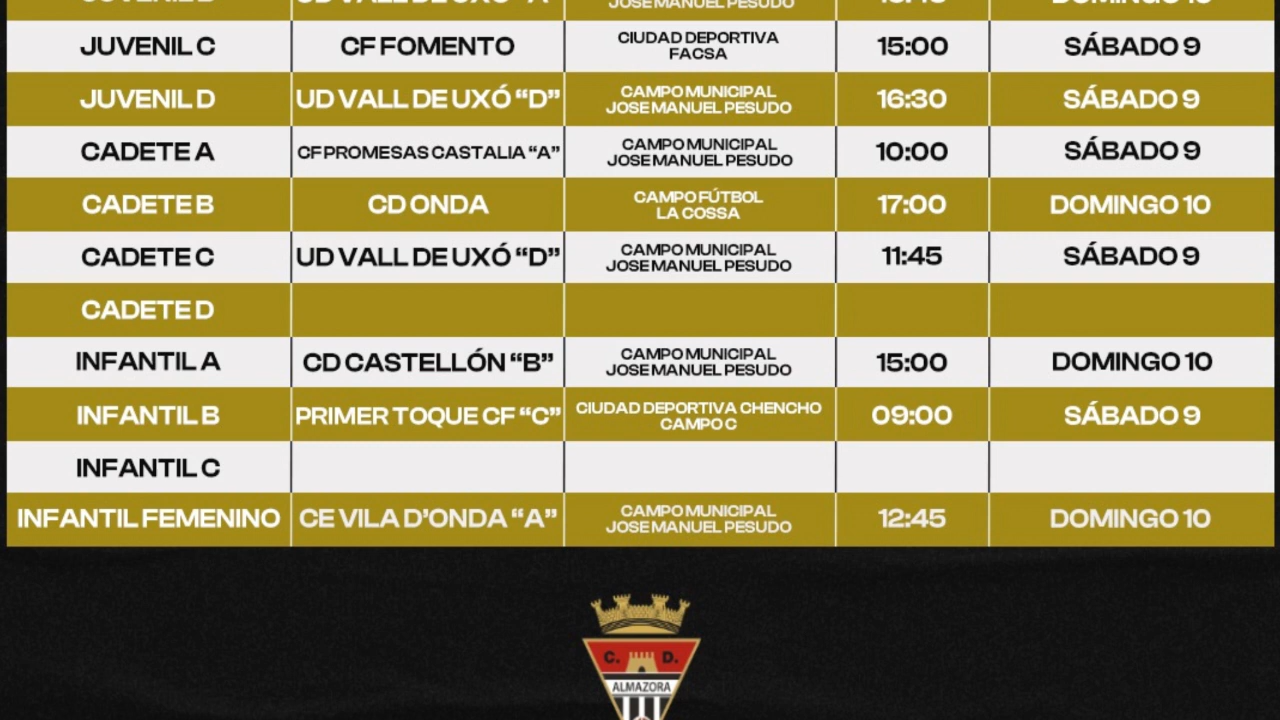 JUVENIL C CF FOMENTO CIUDAD DEPORTIVA FACSA 15:00 SÁBADO 9
JUVENIL D UD VALL DE UXÓ “D” CAMPO MUNICIPAL JOSE MANUEL PESUDO 16:30 SÁBADO 9
CADETE A CF PROMESAS CASTALIA “A” CAMPO MUNICIPAL JOSE MANUEL PESUDO 10:00 SÁBADO 9
CADETE B CD ONDA CAMPO FÚTBOL LA COSSA 17:00 DOMINGO 10
CADETE C UD VALL DE UXÓ “D” CAMPO MUNICIPAL JOSE MANUEL PESUDO 11:45 SÁBADO 9
CADETE D
INFANTIL A CD CASTELLÓN “B” CAMPO MUNICIPAL JOSE MANUEL PESUDO 15:00 DOMINGO 10
INFANTIL B PRIMER TOQUE CF “C” CIUDAD DEPORTIVA CHENCHO CAMPO C 09:00 SÁBADO 9
INFANTIL C
INFANTIL FEMENINO CE VILA D’ONDA “A” CAMPO MUNICIPAL JOSE MANUEL PESUDO 12:45 DOMINGO 10
C. D.
ALMAZORA